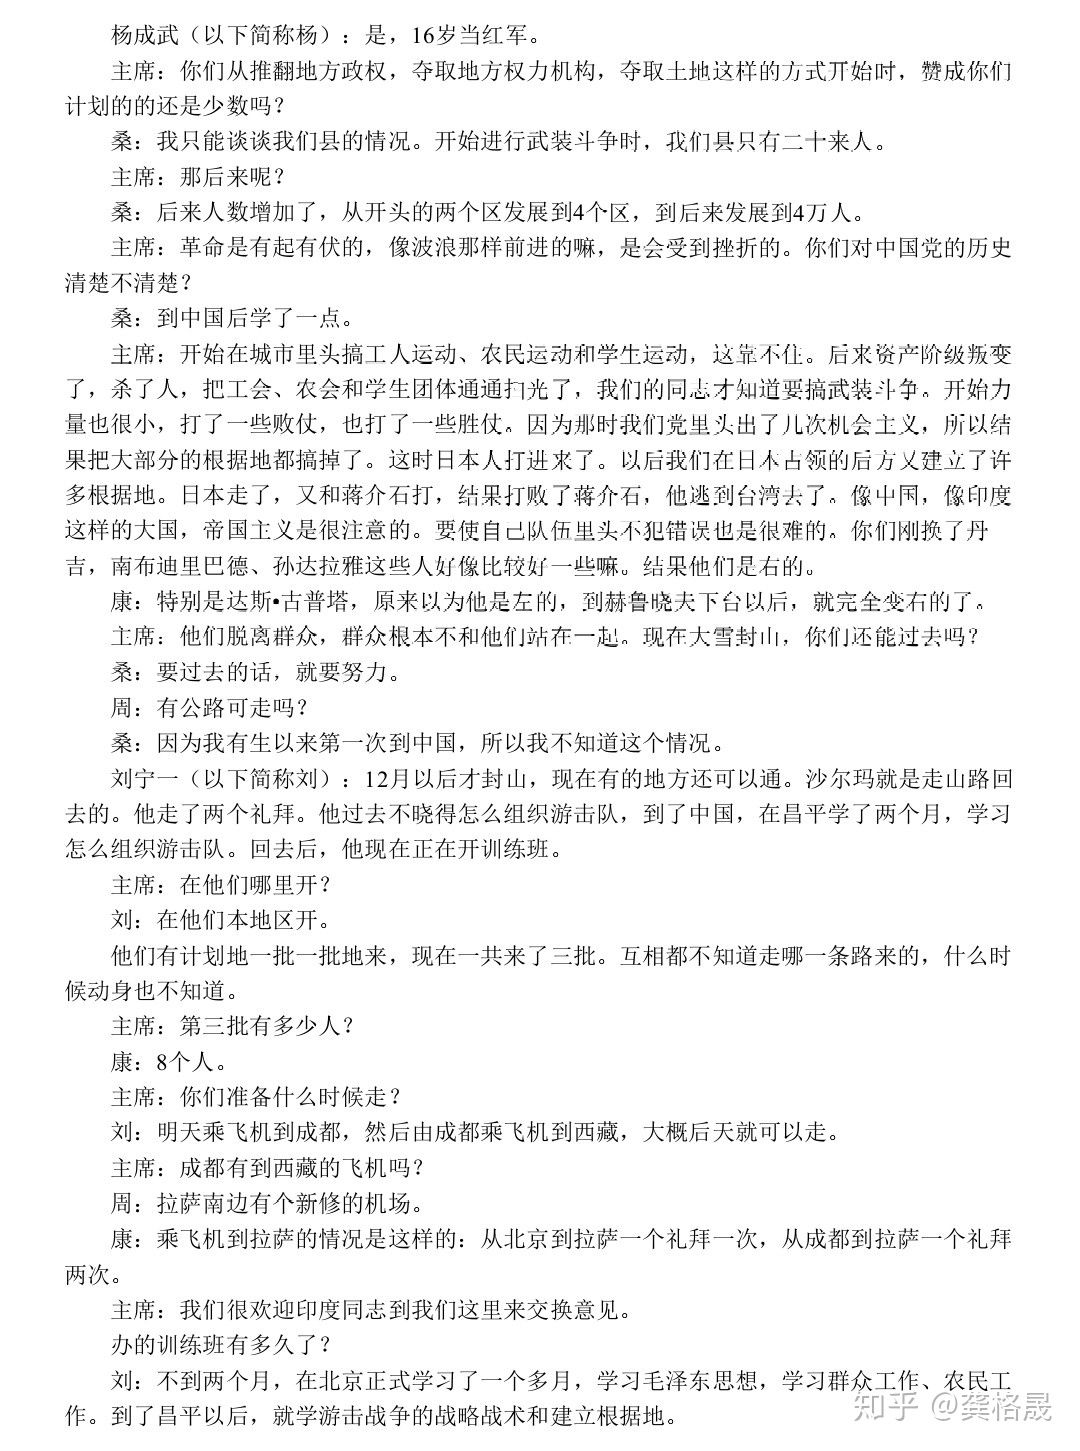 杨成武（以下简称杨）：是，16岁当红军。
主席：你们从推翻地方政权，夺取地方权力机构，夺取土地这样的方式开始时，赞成你们
计划的的还是少数吗？
桑：我只能谈谈我们县的情况。开始进行武装斗争时，我们县只有二十来人。
主席：那后来呢？
桑：后来人数增加了，从开头的两个区发展到4个区，到后来发展到4万人。
主席：革命是有起有伏的，像波浪那样前进的嘛，是会受到挫折的。你们对中国党的历史
清楚不清楚？
桑：到中国后学了一点。
主席：开始在城市里头搞工人运动、农民运动和学生运动，这靠不住。后来资产阶级叛变
了，杀了人，把工会、农会和学生团体通通扫光了，我们的同志才知道要搞武装斗争。开始力
量也很小，打了一些败仗，也打了一些胜仗。因为那时我们党里头出了几次机会主义，所以结
果把大部分的根据地都搞掉了。这时日本人打进来了。以后我们在日本占领的后方又建立了许
多根据地。日本走了，又和蒋介石打，结果打败了蒋介石，他逃到台湾去了。像中国，像印度
这样的大国，帝国主义是很注意的。要使自己队伍里头不犯错误也是很难的。你们刚换了丹
吉，南布迪里巴德、孙达拉雅这些人好像比较好一些嘛。结果他们是右的。
康：特别是达斯•古普塔，原来以为他是左的，到赫鲁晓夫下台以后，就完全变右的了。
主席：他们脱离群众，群众根本不和他们站在一起。现在大雪封山，你们还能过去吗？
桑：要过去的话，就要努力。
周：有公路可走吗？
桑：因为我有生以来第一次到中国，所以我不知道这个情况。
刘宁一（以下简称刘）：12月以后才封山，现在有的地方还可以通。沙尔玛就是走山路回
去的。他走了两个礼拜。他过去不晓得怎么组织游击队，到了中国，在昌平学了两个月，学习
怎么组织游击队。回去后，他现在正在开训练班。
主席：在他们哪里开？
刘：在他们本地区开。
他们有计划地一批一批地来，现在一共来了三批。互相都不知道走哪一条路来的，什么时
候动身也不知道。
主席：第三批有多少人？
康：8个人。
主席：你们准备什么时候走？
刘：明天乘飞机到成都，然后由成都乘飞机到西藏，大概后天就可以走。
主席：成都有到西藏的飞机吗？
周：拉萨南边有个新修的机场。
康：乘飞机到拉萨的情况是这样的：从北京到拉萨一个礼拜一次，从成都到拉萨一个礼拜
两次。
主席：我们很欢迎印度同志到我们这里来交换意见。
办的训练班有多久了？
刘：不到两个月，在北京正式学习了一个多月，学习毛泽东思想，学习群众工作、农民工
作。到了昌平以后，就学游击战争的战略战术和建立根据地。
知乎 @龚格晟